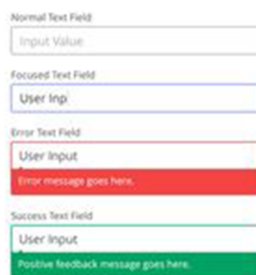 Normal Text Field
Input Value
Focused Text Field
User Inp
Error Text Field
User Input
Error message goes here.
Success Text Field
User Input
Positive feedback message goes here.